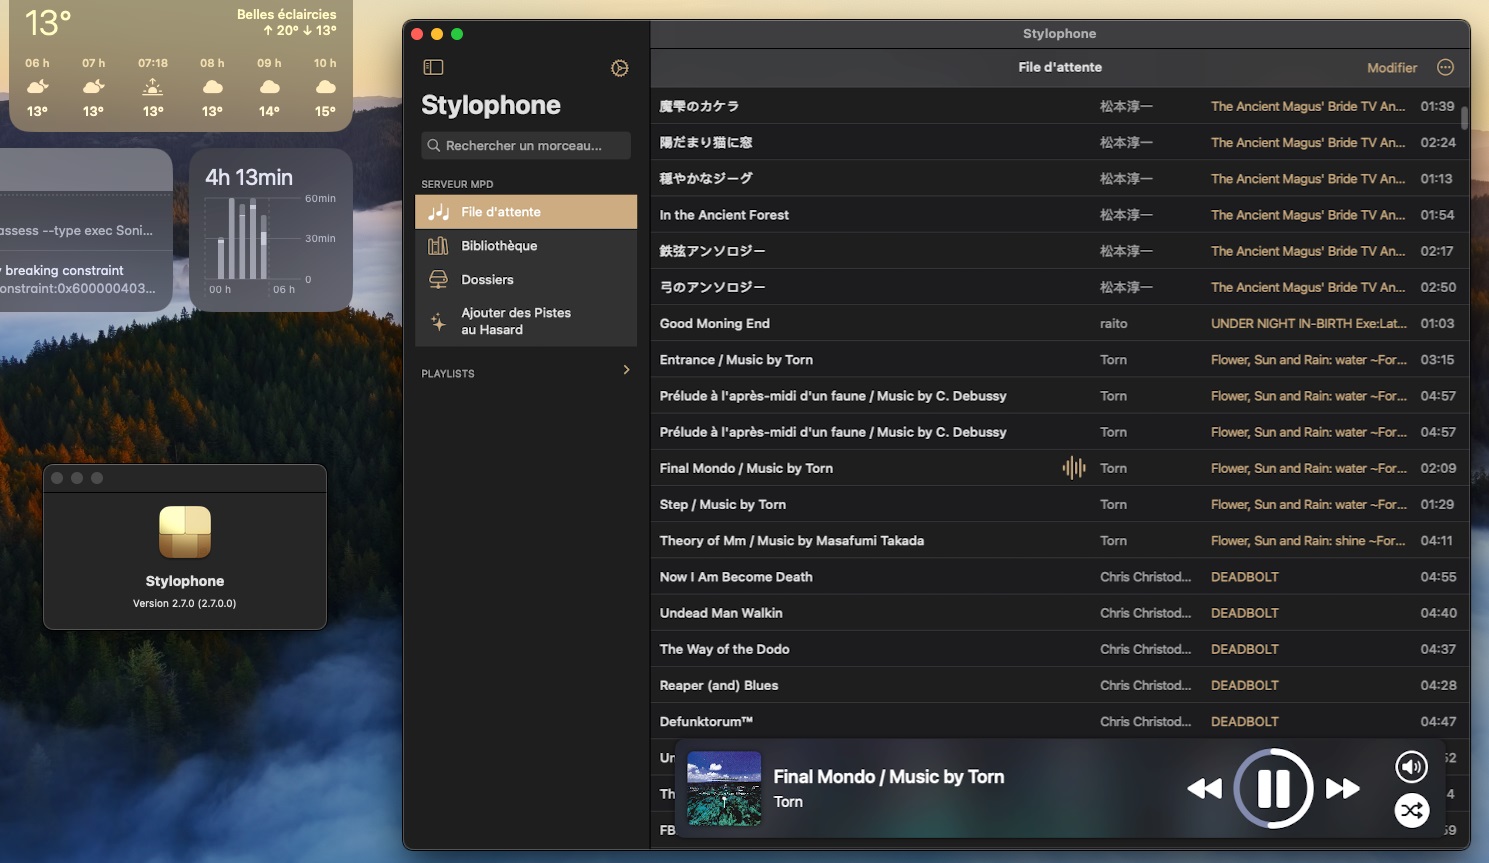 13°
Belles éclaircies
↑ 20° ↓ 13°
06 h 07 h 07:18 08 h 09 h 10 h
13° 13° 13° 13° 14° 15°
4h 13min
60min
30min
0
00 h 06 h
assess --type exec Soni...
breaking constraint
onstraint:0x600000403...
Stylophone
Version 2.7.0 (2.7.0.0)
Stylophone
Stylophone
Rechercher un morceau...
SERVEUR MPD
File d'attente
Bibliothèque
Dossiers
Ajouter des Pistes
au Hasard
PLAYLISTS
File d'attente
Modifier
魔雫のカケラ 松本淳一 The Ancient Magus' Bride TV An... 01:39
陽だまり猫に窓 松本淳一 The Ancient Magus' Bride TV An... 02:24
穏やかなジーグ 松本淳一 The Ancient Magus' Bride TV An... 01:13
In the Ancient Forest 松本淳一 The Ancient Magus' Bride TV An... 01:54
鉄弦アンソロジー 松本淳一 The Ancient Magus' Bride TV An... 02:17
弓のアンソロジー 松本淳一 The Ancient Magus' Bride TV An... 02:50
Good Moning End raito UNDER NIGHT IN-BIRTH Exe:Lat... 01:03
Entrance / Music by Torn Torn Flower, Sun and Rain: water ~For... 03:15
Prélude à l'après-midi d'un faune / Music by C. Debussy Torn Flower, Sun and Rain: water ~For... 04:57
Prélude à l'après-midi d'un faune / Music by C. Debussy Torn Flower, Sun and Rain: water ~For... 04:57
Final Mondo / Music by Torn Torn Flower, Sun and Rain: water ~For... 02:09
Step / Music by Torn Torn Flower, Sun and Rain: water ~For... 01:29
Theory of Mm / Music by Masafumi Takada Torn Flower, Sun and Rain: shine ~For... 04:11
Now I Am Become Death Chris Christod... DEADBOLT 04:55
Undead Man Walkin Chris Christod... DEADBOLT 04:40
The Way of the Dodo Chris Christod... DEADBOLT 04:37
Reaper (and) Blues Chris Christod... DEADBOLT 04:28
Defunktorum™ Chris Christod... DEADBOLT 04:47
Final Mondo / Music by Torn
Torn